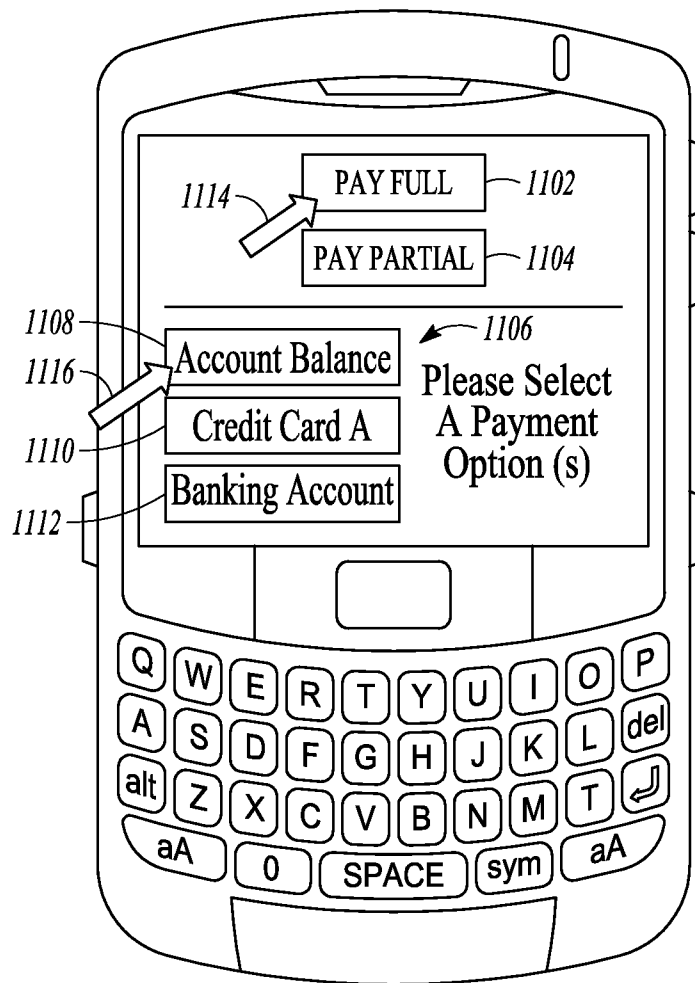 PAY FULL
1102
1114
PAY PARTIAL
1104
1108
1106
Account Balance
1116
Please Select
A Payment
Option (s)
Credit Card A
1110
Banking Account
1112
Q W E R T Y U I O P
A S D F G H J K L del
alt Z X C V B N M T
aA 0 SPACE sym aA